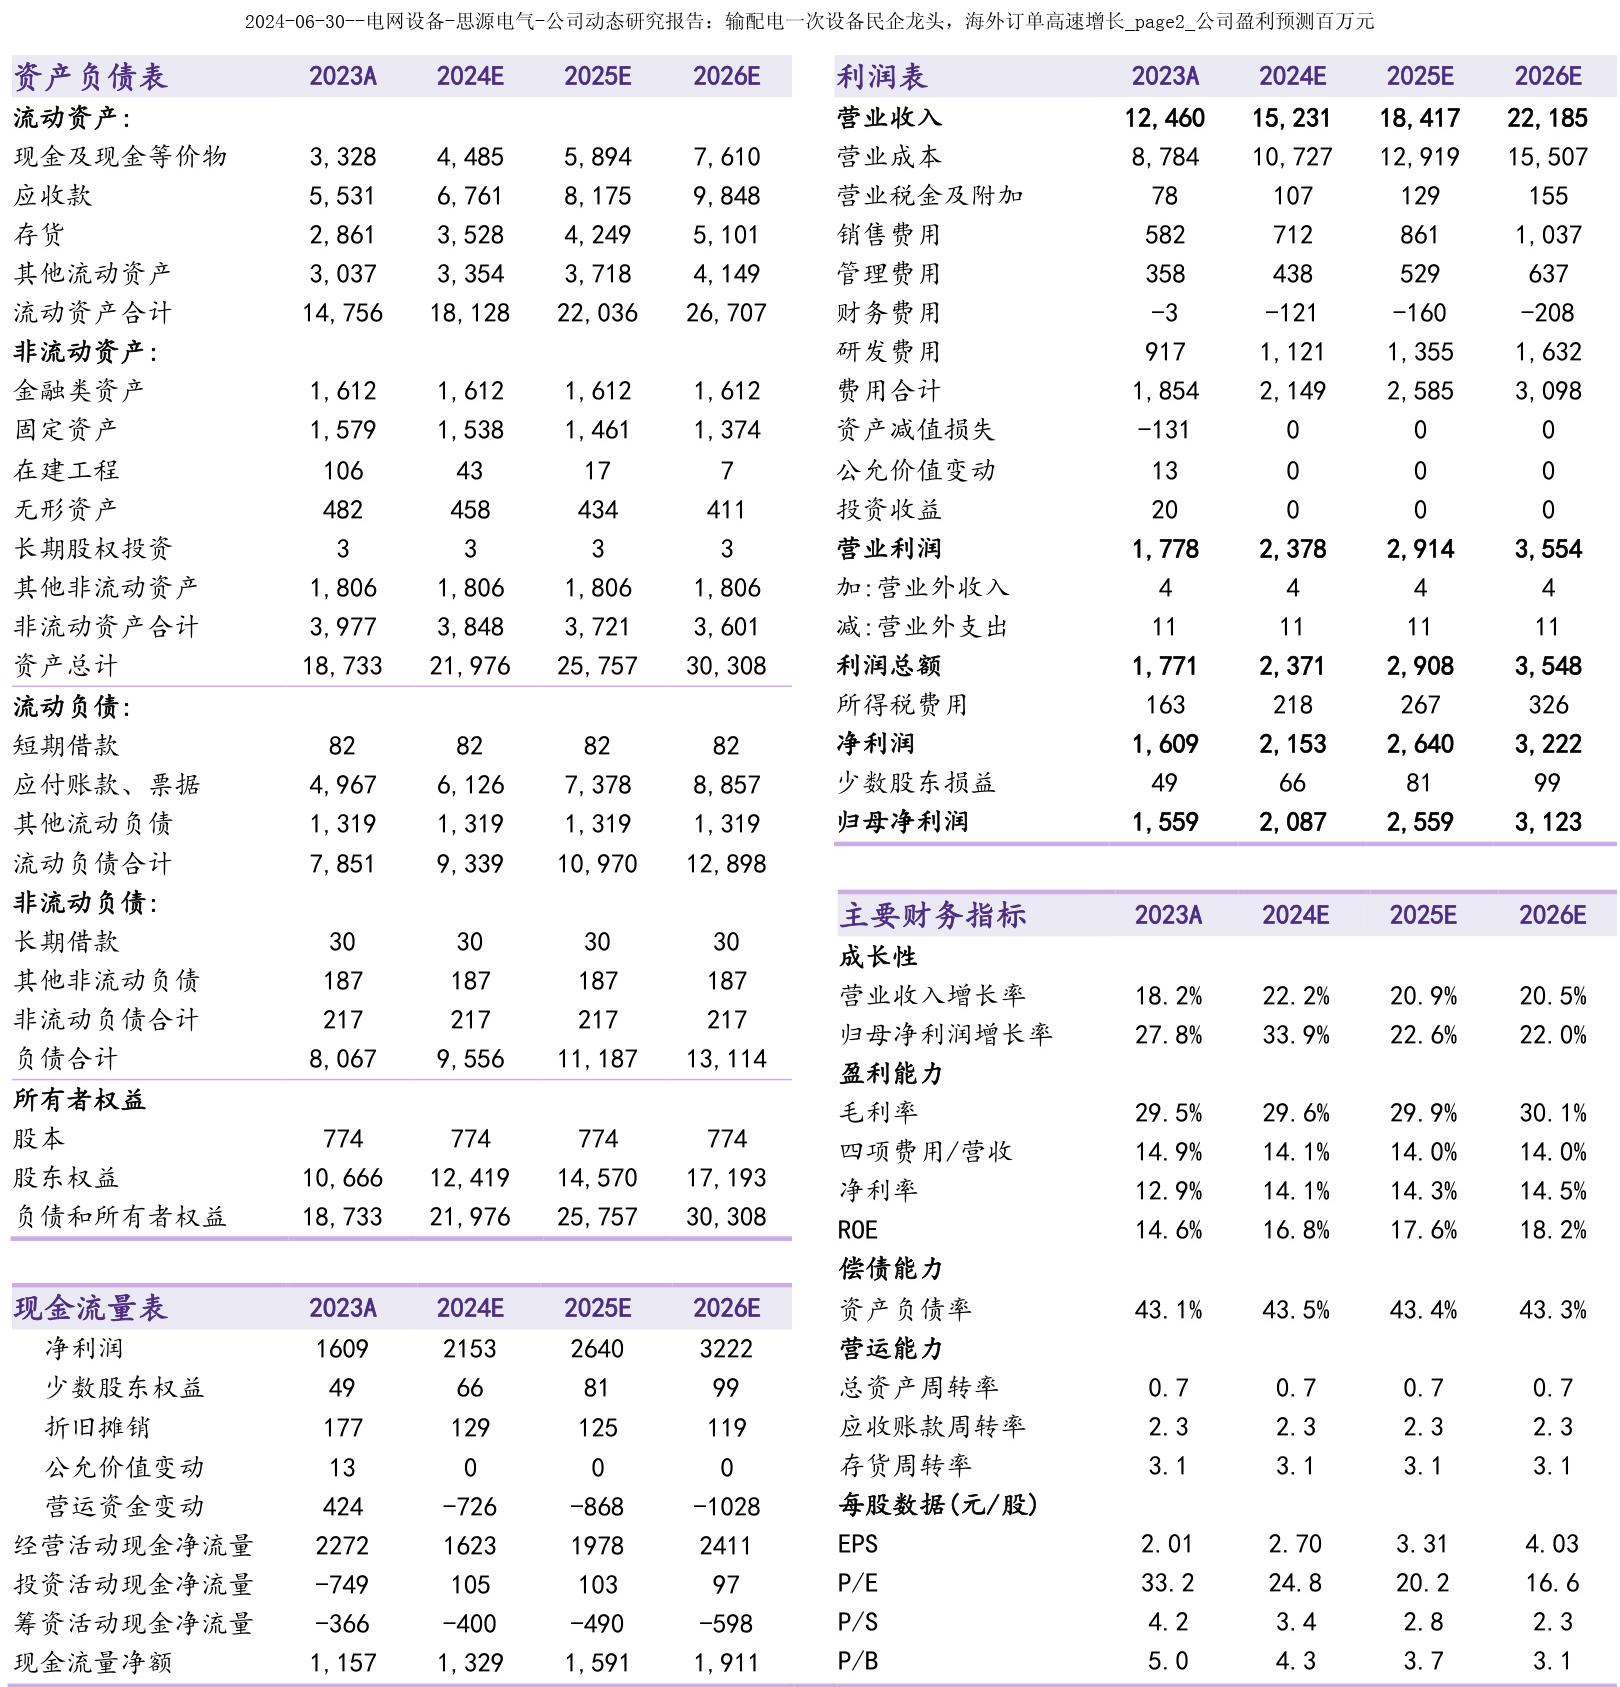 2024-06-30--电网设备-思源电气-公司动态研究报告：输配电一次设备民企龙头，海外订单高速增长_page2_公司盈利预测百万元
资产负债表 2023A 2024E 2025E 2026E
流动资产:
现金及现金等价物 3,328 4,485 5,894 7,610
应收款 5,531 6,761 8,175 9,848
存货 2,861 3,528 4,249 5,101
其他流动资产 3,037 3,354 3,718 4,149
流动资产合计 14,756 18,128 22,036 26,707
非流动资产:
金融类资产 1,612 1,612 1,612 1,612
固定资产 1,579 1,538 1,461 1,374
在建工程 106 43 17 7
无形资产 482 458 434 411
长期股权投资 3 3 3 3
其他非流动资产 1,806 1,806 1,806 1,806
非流动资产合计 3,977 3,848 3,721 3,601
资产总计 18,733 21,976 25,757 30,308
流动负债:
短期借款 82 82 82 82
应付账款、票据 4,967 6,126 7,378 8,857
其他流动负债 1,319 1,319 1,319 1,319
流动负债合计 7,851 9,339 10,970 12,898
非流动负债:
长期借款 30 30 30 30
其他非流动负债 187 187 187 187
非流动负债合计 217 217 217 217
负债合计 8,067 9,556 11,187 13,114
所有者权益
股本 774 774 774 774
股东权益 10,666 12,419 14,570 17,193
负债和所有者权益 18,733 21,976 25,757 30,308
现金流量表 2023A 2024E 2025E 2026E
净利润 1609 2153 2640 3222
少数股东权益 49 66 81 99
折旧摊销 177 129 125 119
公允价值变动 13 0 0 0
营运资金变动 424 -726 -868 -1028
经营活动现金净流量 2272 1623 1978 2411
投资活动现金净流量 -749 105 103 97
筹资活动现金净流量 -366 -400 -490 -598
现金流量净额 1,157 1,329 1,591 1,911
利润表 2023A 2024E 2025E 2026E
营业收入 12,460 15,231 18,417 22,185
营业成本 8,784 10,727 12,919 15,507
营业税金及附加 78 107 129 155
销售费用 582 712 861 1,037
管理费用 358 438 529 637
财务费用 -3 -121 -160 -208
研发费用 917 1,121 1,355 1,632
费用合计 1,854 2,149 2,585 3,098
资产减值损失 -131 0 0 0
公允价值变动 13 0 0 0
投资收益 20 0 0 0
营业利润 1,778 2,378 2,914 3,554
加:营业外收入 4 4 4 4
减:营业外支出 11 11 11 11
利润总额 1,771 2,371 2,908 3,548
所得税费用 163 218 267 326
净利润 1,609 2,153 2,640 3,222
少数股东损益 49 66 81 99
归母净利润 1,559 2,087 2,559 3,123
主要财务指标 2023A 2024E 2025E 2026E
成长性
营业收入增长率 18.2% 22.2% 20.9% 20.5%
归母净利润增长率 27.8% 33.9% 22.6% 22.0%
盈利能力
毛利率 29.5% 29.6% 29.9% 30.1%
四项费用/营收 14.9% 14.1% 14.0% 14.0%
净利率 12.9% 14.1% 14.3% 14.5%
ROE 14.6% 16.8% 17.6% 18.2%
偿债能力
资产负债率 43.1% 43.5% 43.4% 43.3%
营运能力
总资产周转率 0.7 0.7 0.7 0.7
应收账款周转率 2.3 2.3 2.3 2.3
存货周转率 3.1 3.1 3.1 3.1
每股数据(元/股)
EPS 2.01 2.70 3.31 4.03
P/E 33.2 24.8 20.2 16.6
P/S 4.2 3.4 2.8 2.3
P/B 5.0 4.3 3.7 3.1